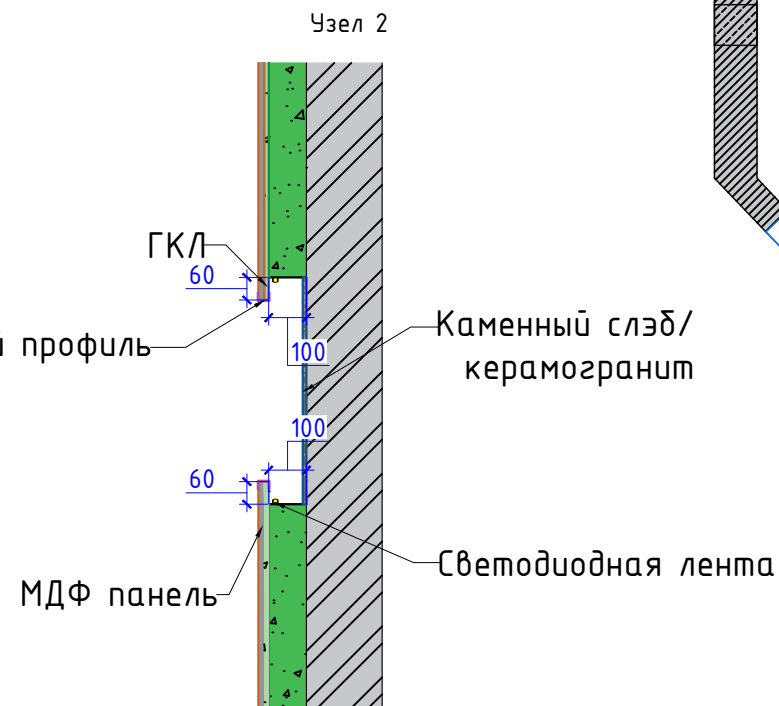 Узел 2
ГКЛ
60
й профиль
100
Каменный слэб/
керамогранит
100
60
МДФ панель
Светодиодная лента